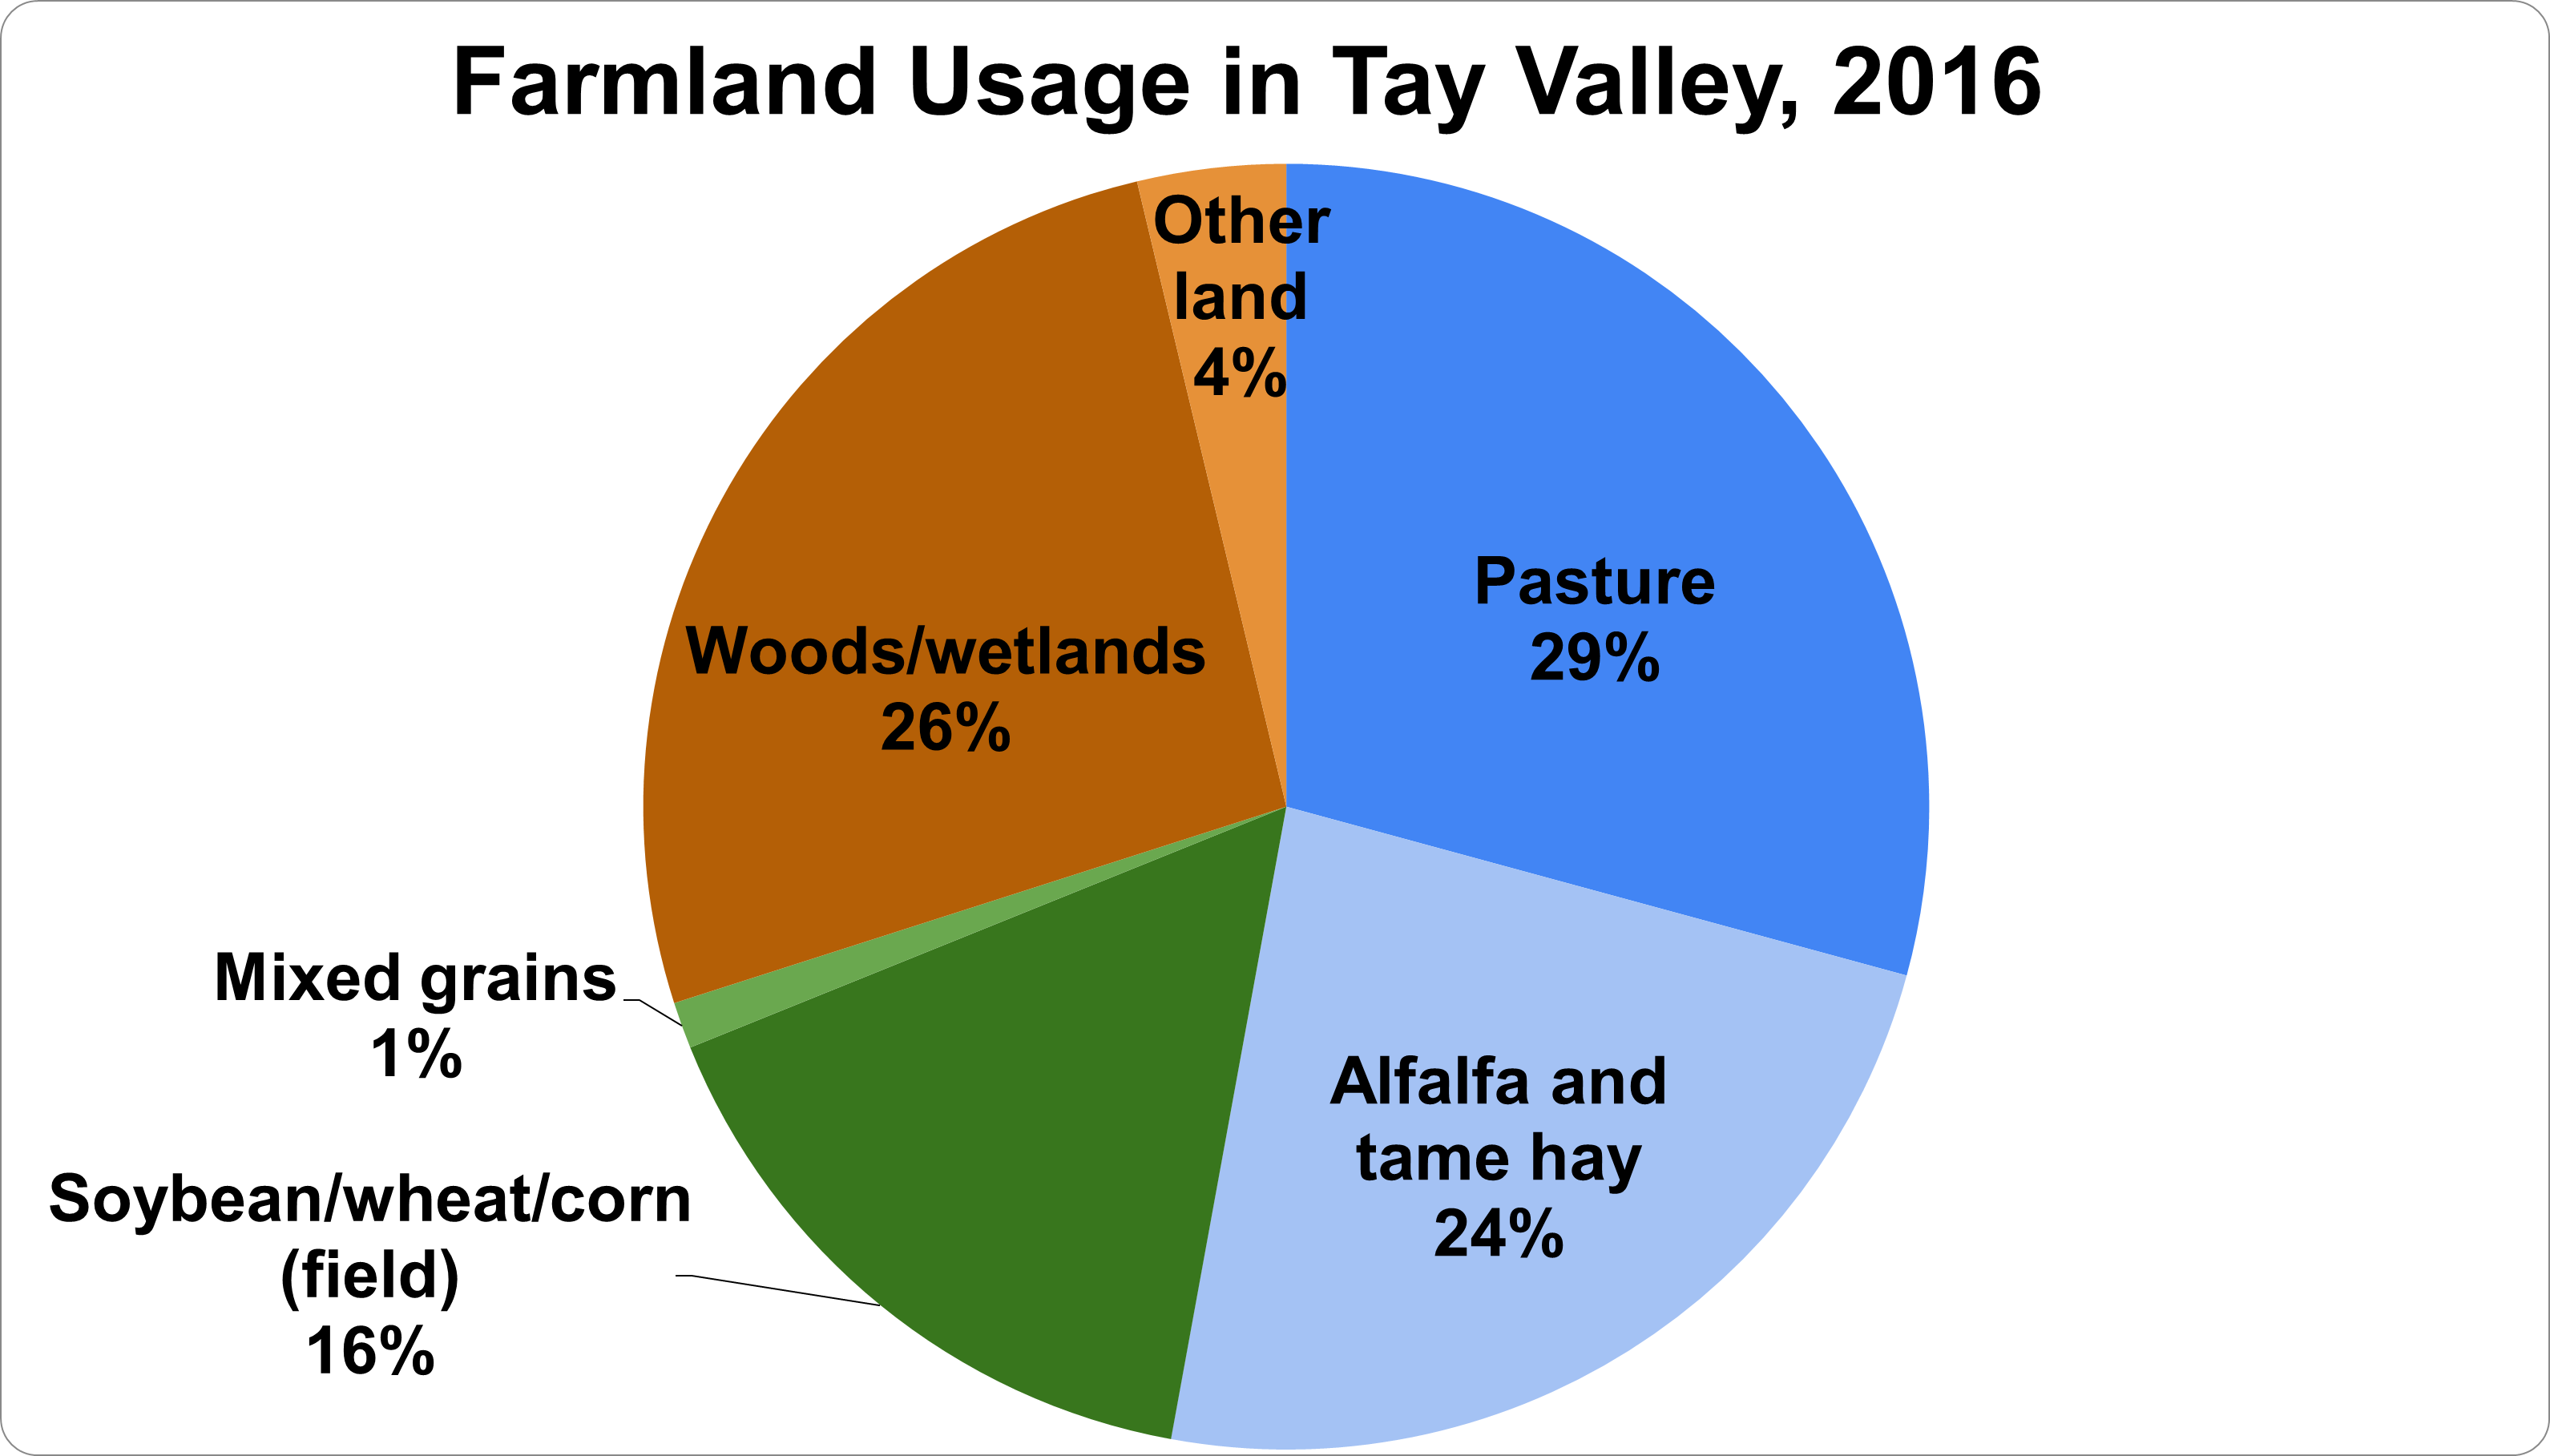 Farmland Usage in Tay Valley, 2016
Other
land
4%
Pasture
29%
Woods/wetlands
26%
Mixed grains
1%
Alfalfa and
tame hay
24%
Soybean/wheat/corn
(field)
16%